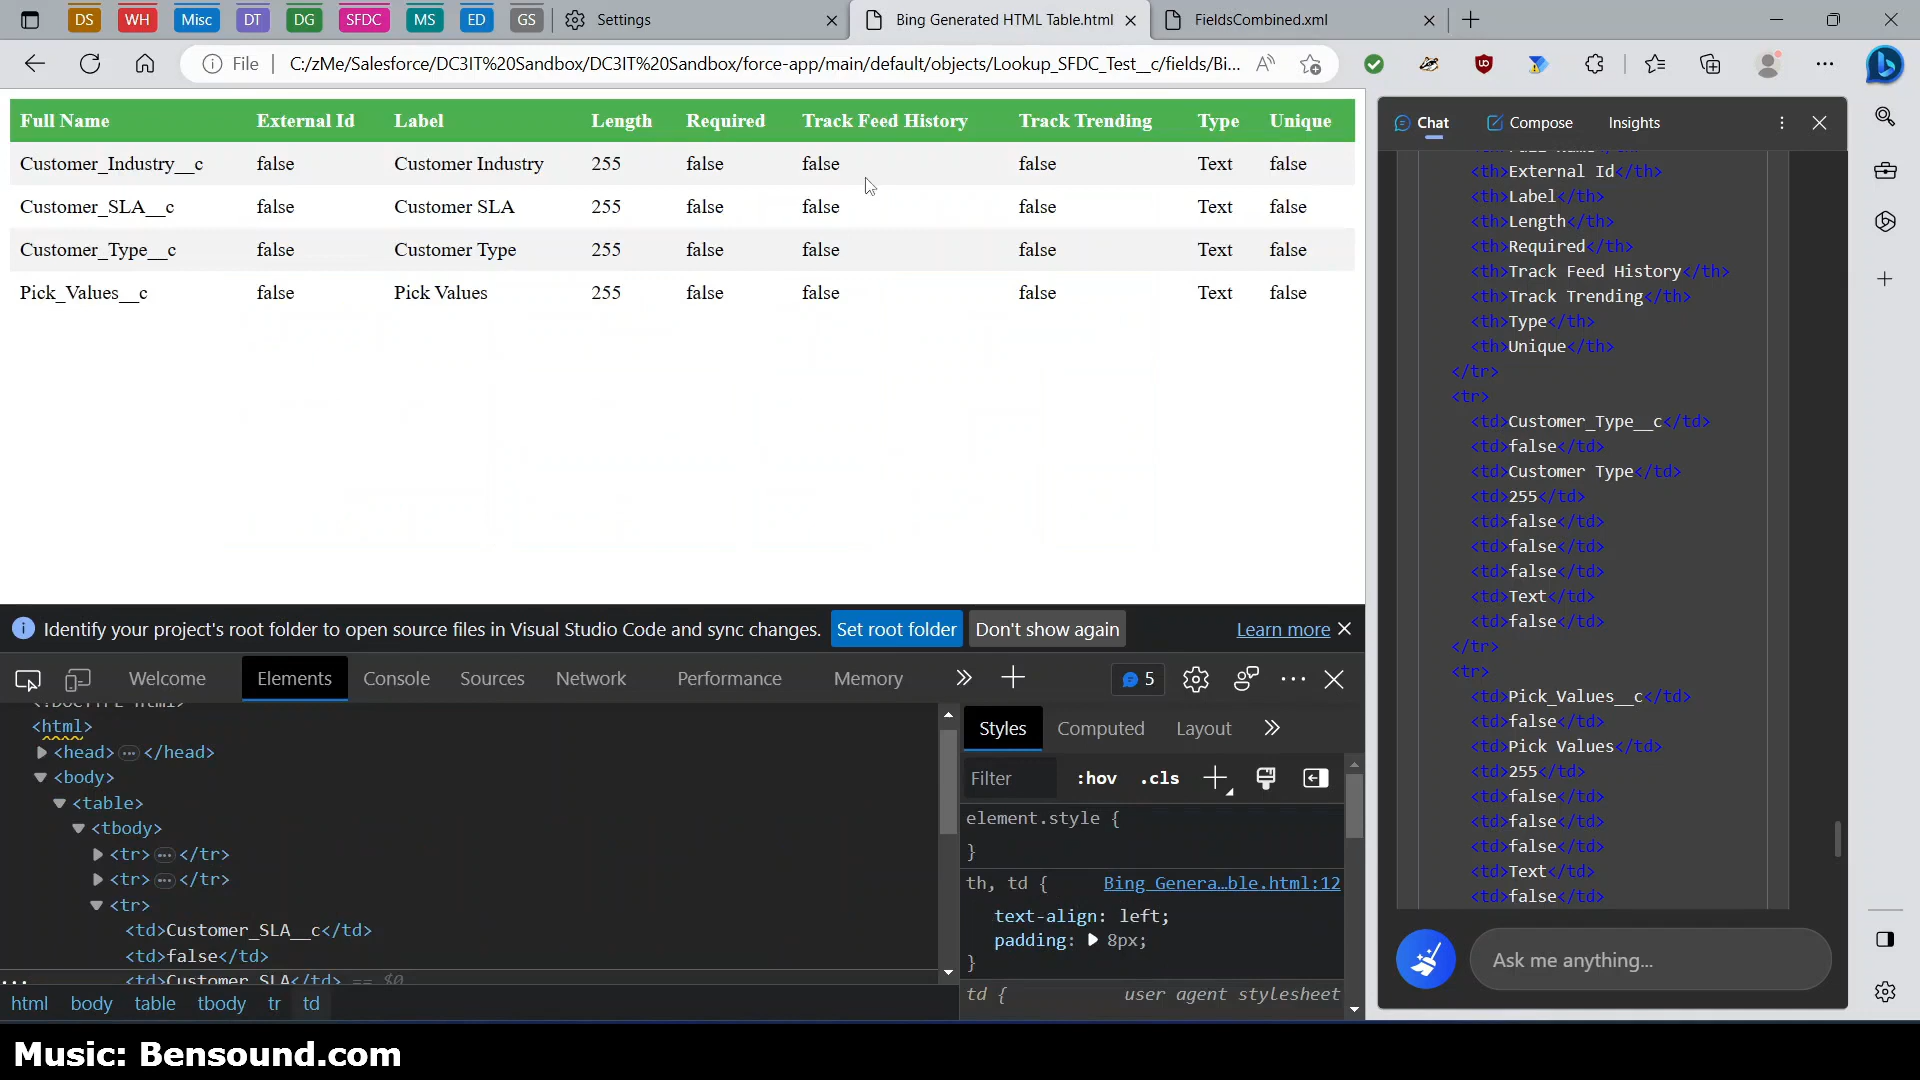 DS WH Misc DT DG SFDC MS ED GS Settings Bing Generated HTML Table.html FieldsCombined.xml
File C:/zMe/Salesforce/DC3IT%20Sandbox/DC3IT%20Sandbox/force-app/main/default/objects/Lookup_SFDC_Test__c/fields/Bi...
Full Name External Id Label Length Required Track Feed History Track Trending Type Unique
Customer_Industry__c false Customer Industry 255 false false false Text false
Customer_SLA__c false Customer SLA 255 false false false Text false
Customer_Type__c false Customer Type 255 false false false Text false
Pick_Values__c false Pick Values 255 false false false Text false
Identify your project's root folder to open source files in Visual Studio Code and sync changes. Set root folder Don't show again Learn more
Welcome Elements Console Sources Network Performance Memory 5
<!DOCTYPE html>
<html>
<head> ... </head>
<body>
<table>
<tbody>
<tr> ... </tr>
<tr> ... </tr>
<tr>
<td>Customer_SLA__c</td>
<td>false</td>
<td>Customer SLA</td> == $0
html body table tbody tr td
Styles Computed Layout
Filter :hov .cls
element.style {
}
th, td { Bing Genera…ble.html:12
text-align: left;
padding: 8px;
}
td { user agent stylesheet
Chat Compose Insights
<th>Full Name</th>
<th>External Id</th>
<th>Label</th>
<th>Length</th>
<th>Required</th>
<th>Track Feed History</th>
<th>Track Trending</th>
<th>Type</th>
<th>Unique</th>
</tr>
<tr>
<td>Customer_Type__c</td>
<td>false</td>
<td>Customer Type</td>
<td>255</td>
<td>false</td>
<td>false</td>
<td>false</td>
<td>Text</td>
<td>false</td>
</tr>
<tr>
<td>Pick_Values__c</td>
<td>false</td>
<td>Pick Values</td>
<td>255</td>
<td>false</td>
<td>false</td>
<td>false</td>
<td>Text</td>
<td>false</td>
Ask me anything...
Music: Bensound.com